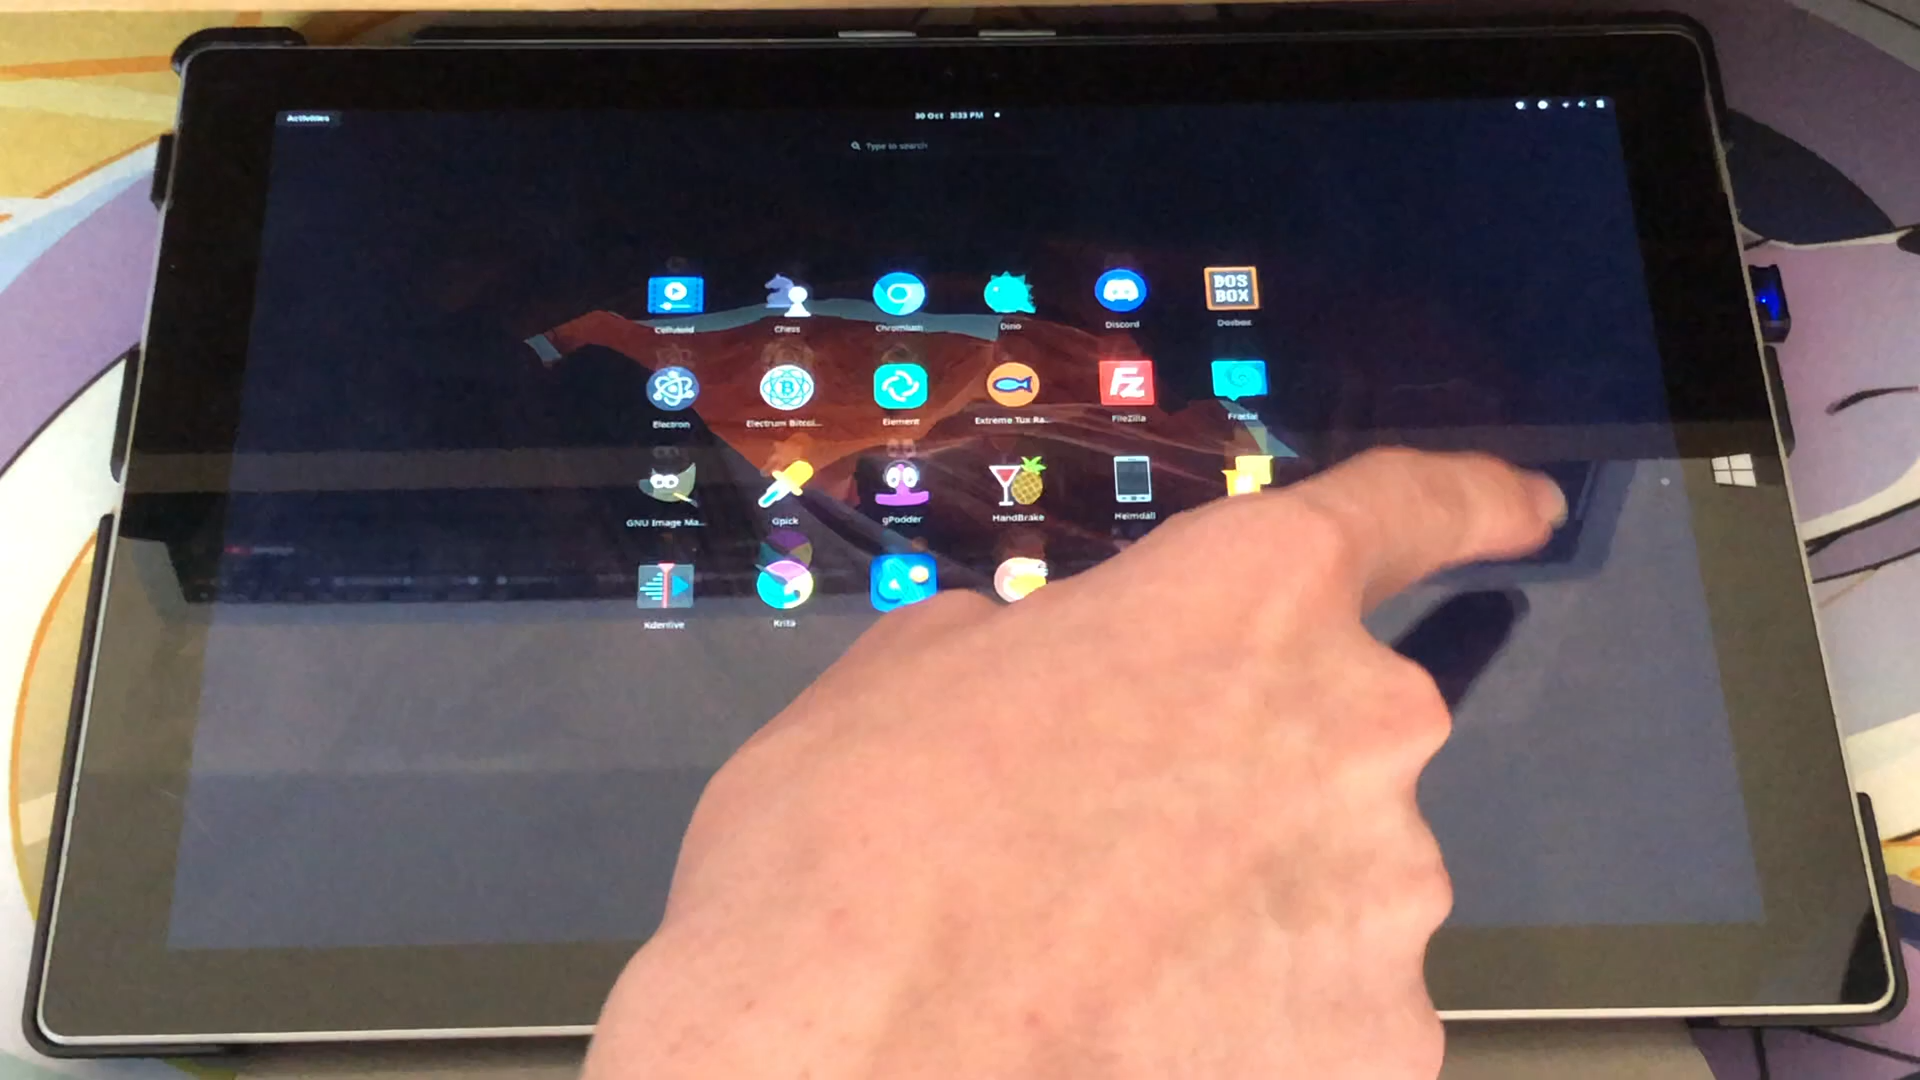 Activities
30 Oct 3:33 PM
Type to search
Celluloid Chess Chromium Dino Discord Dosbox
DOS BOX
Electron Electrum Bitcoi... Element Extreme Tux Ra... FileZilla Fractal
Fz
B
GNU Image Ma... Gpick gPodder HandBrake Heimdall
Kdenlive Krita